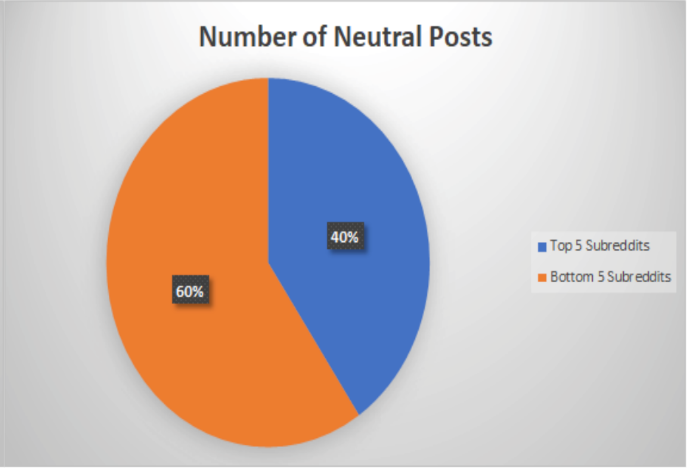 Number of Neutral Posts
40%
60%
Top 5 Subreddits
Bottom 5 Subreddits